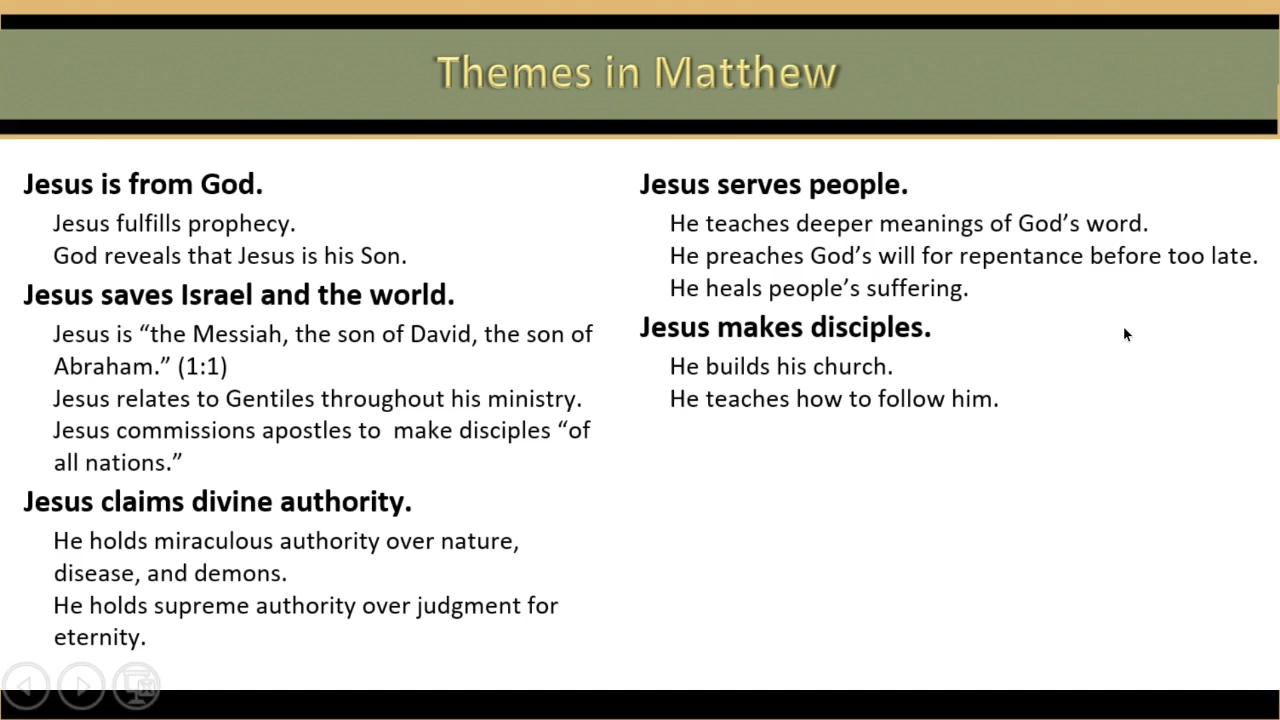 Themes in Matthew
Jesus is from God.
Jesus fulfills prophecy.
God reveals that Jesus is his Son.
Jesus saves Israel and the world.
Jesus is “the Messiah, the son of David, the son of
Abraham.” (1:1)
Jesus relates to Gentiles throughout his ministry.
Jesus commissions apostles to  make disciples “of
all nations.”
Jesus claims divine authority.
He holds miraculous authority over nature,
disease, and demons.
He holds supreme authority over judgment for
eternity.
Jesus serves people.
He teaches deeper meanings of God’s word.
He preaches God’s will for repentance before too late.
He heals people’s suffering.
Jesus makes disciples.
He builds his church.
He teaches how to follow him.